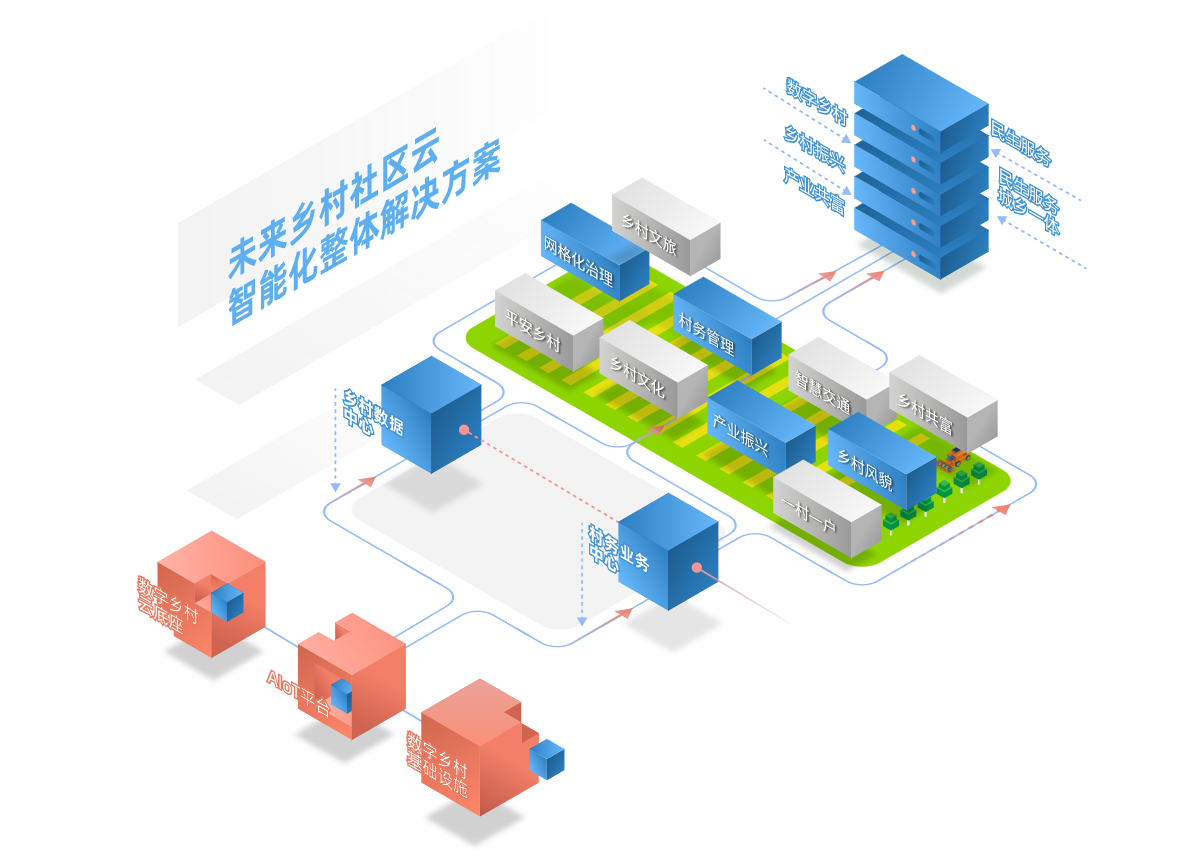 未来乡村社区云
智能化整体解决方案
数字乡村
乡村振兴
产业共富
民生服务
民生服务
城乡一体
乡村文旅
网格化治理
平安乡村
村务管理
乡村文化
智慧交通
乡村共富
产业振兴
乡村风貌
一村一户
乡村数据
中心
村务业务
中心
数字乡村
云底座
AIoT平台
数字乡村
基础设施